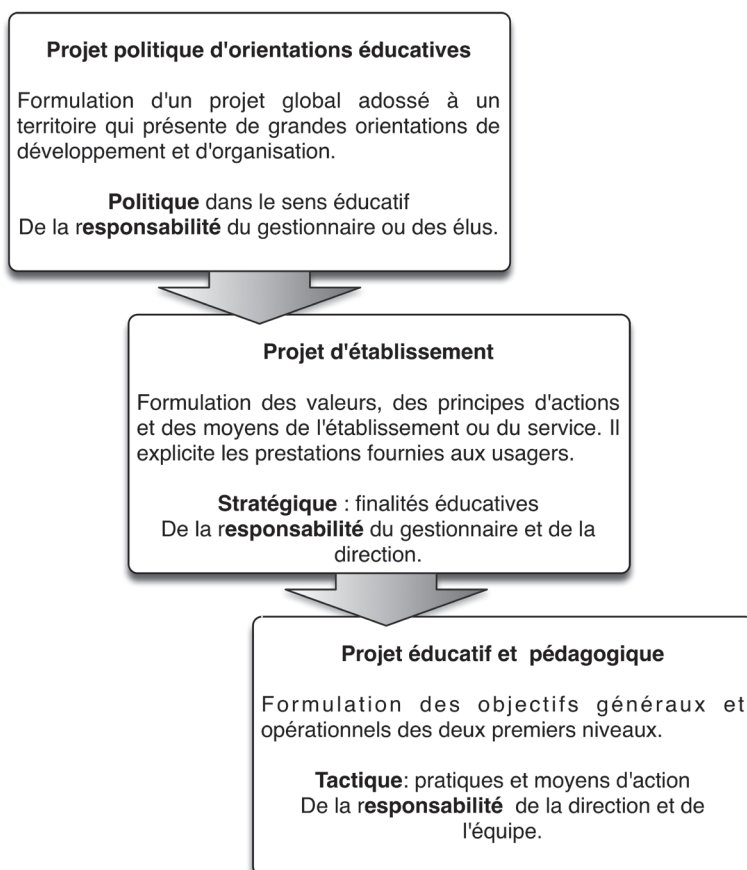 Projet politique d'orientations éducatives
Formulation d'un projet global adossé à un
territoire qui présente de grandes orientations de
développement et d'organisation.
Politique dans le sens éducatif
De la responsabilité du gestionnaire ou des élus.
Projet d'établissement
Formulation des valeurs, des principes d'actions
et des moyens de l'établissement ou du service. Il
explicite les prestations fournies aux usagers.
Stratégique : finalités éducatives
De la responsabilité du gestionnaire et de la
direction.
Projet éducatif et pédagogique
Formulation des objectifs généraux et
opérationnels des deux premiers niveaux.
Tactique: pratiques et moyens d'action
De la responsabilité de la direction et de
l'équipe.